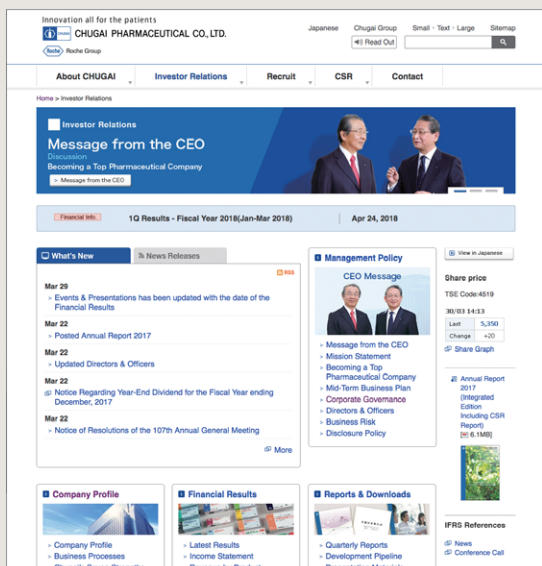 Innovation all for the patients
CHUGAI PHARMACEUTICAL CO., LTD.
Roche Roche Group
Japanese Chugai Group Small・Text・Large Sitemap
Read Out
About CHUGAI Investor Relations Recruit CSR Contact
Home > Investor Relations
Investor Relations
Message from the CEO
Discussion
Becoming a Top Pharmaceutical Company
> Message from the CEO
Financial Info. 1Q Results - Fiscal Year 2018(Jan-Mar 2018) Apr 24, 2018
What's New News Releases
RSS
Mar 29
> Events & Presentations has been updated with the date of the
Financial Results
Mar 22
> Posted Annual Report 2017
Mar 22
> Updated Directors & Officers
Mar 22
Notice Regarding Year-End Dividend for the Fiscal Year ending
December, 2017
Mar 22
> Notice of Resolutions of the 107th Annual General Meeting
More
Management Policy
CEO Message
> Message from the CEO
> Mission Statement
> Becoming a Top
Pharmaceutical Company
> Mid-Term Business Plan
> Corporate Governance
> Directors & Officers
> Business Risk
> Disclosure Policy
View in Japanese
Share price
TSE Code:4519
30/03 14:13
Last 5,350
Change +20
Share Graph
Annual Report
2017
(Integrated
Edition
Including CSR
Report)
6.1MB]
Company Profile
> Company Profile
> Business Processes
Financial Results
> Latest Results
> Income Statement
Reports & Downloads
> Quarterly Reports
> Development Pipeline
IFRS References
News
Conference Call